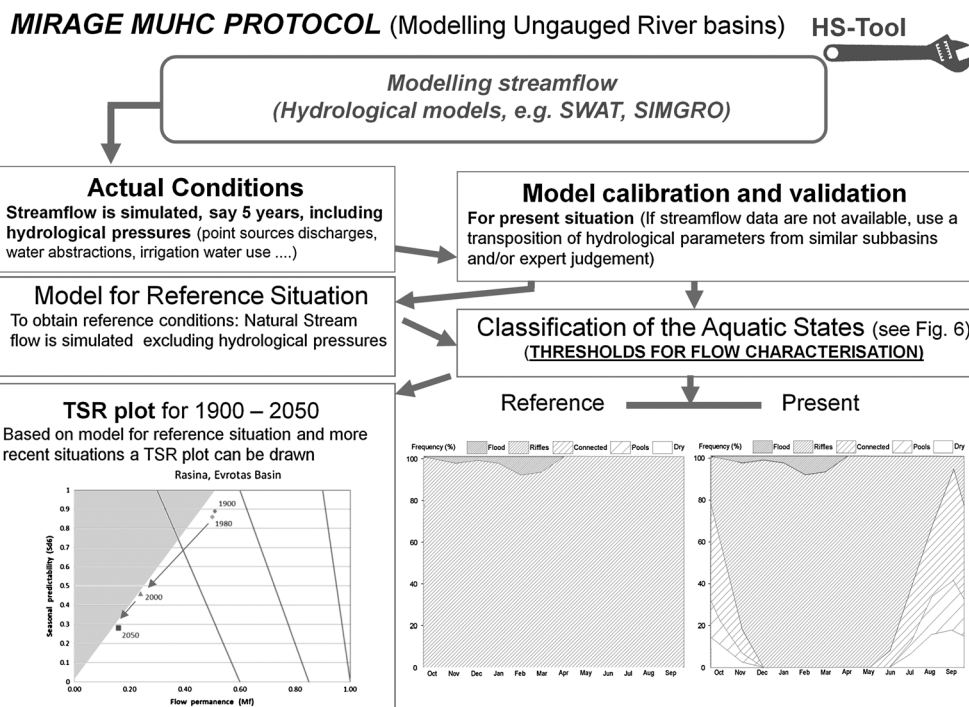 MIRAGE MUHC PROTOCOL (Modelling Ungauged River basins)
HS-Tool
Modelling streamflow
(Hydrological models, e.g. SWAT, SIMGRO)
Actual Conditions
Streamflow is simulated, say 5 years, including
hydrological pressures (point sources discharges,
water abstractions, irrigation water use ....)
Model calibration and validation
For present situation (If streamflow data are not available, use a
transposition of hydrological parameters from similar subbasins
and/or expert judgement)
Model for Reference Situation
To obtain reference conditions: Natural Stream
flow is simulated excluding hydrological pressures
Classification of the Aquatic States (see Fig. 6)
(THRESHOLDS FOR FLOW CHARACTERISATION)
TSR plot for 1900 – 2050
Based on model for reference situation and more
recent situations a TSR plot can be drawn
Rasina, Evrotas Basin
Seasonal predictability (Sd6)
1
0.9
0.8
0.7
0.6
0.5
0.4
0.3
0.2
0.1
0
1900
1980
2000
2050
0.00 0.20 0.40 0.60 0.80 1.00
Flow permanence (Mf)
Reference
Present
Frequency (%) Flood Riffles Connected Pools Dry
100
80
60
40
20
0
Oct Nov Dec Jan Feb Mar Apr May Jun Jul Aug Sep
Frequency (%) Flood Riffles Connected Pools Dry
100
80
60
40
20
0
Oct Nov Dec Jan Feb Mar Apr May Jun Jul Aug Sep